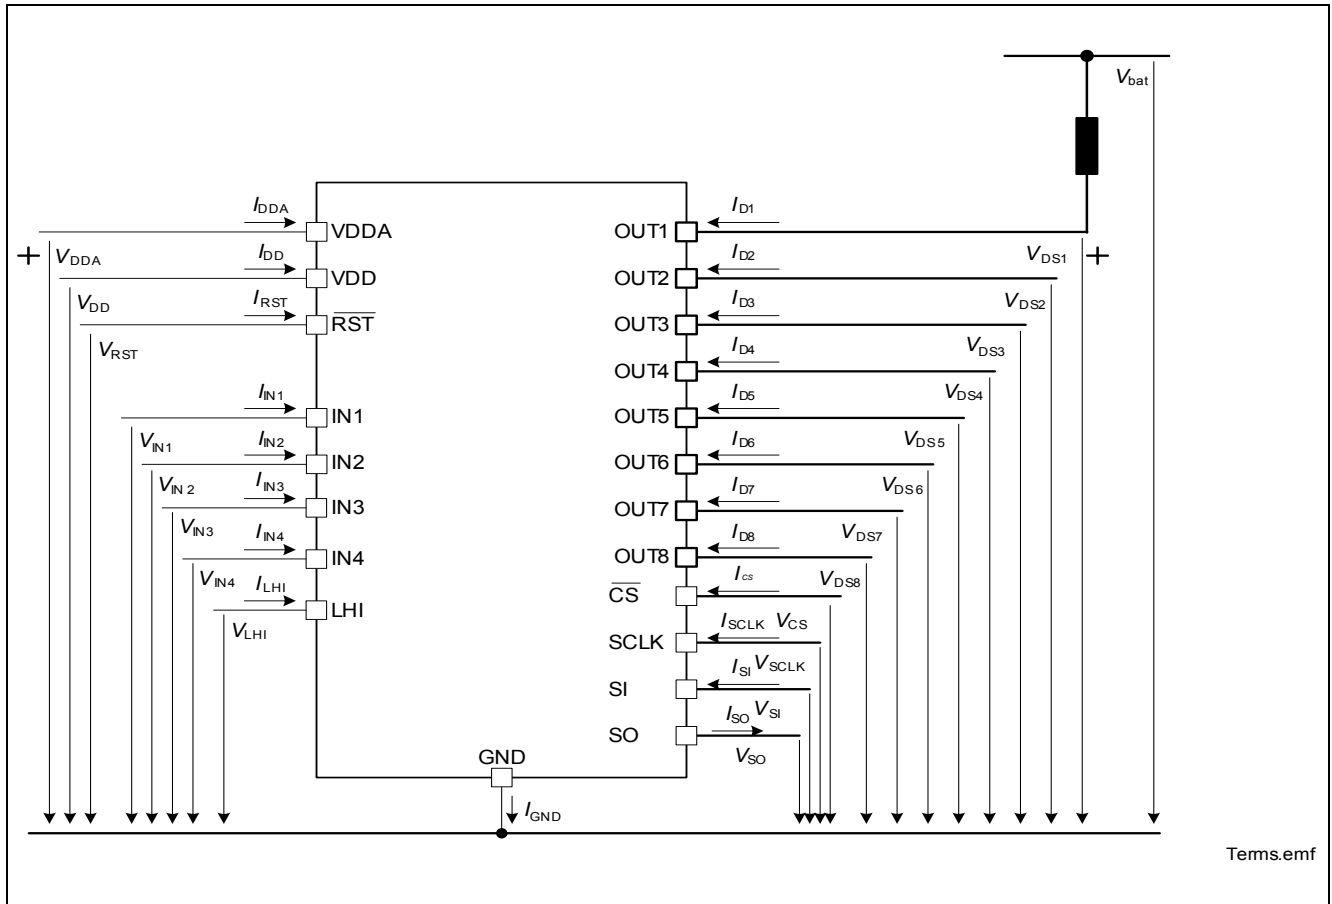 Vbat
IDDA
VDDA
OUT1
ID1
+
VDDA
IDD
VDD
OUT2
ID2
VDS1
+
VDD
IRST
RST
OUT3
ID3
VDS2
VRST
OUT4
ID4
VDS3
IIN1
IN1
OUT5
ID5
VDS4
VIN1
IIN2
IN2
OUT6
ID6
VDS5
VIN2
IIN3
IN3
OUT7
ID7
VDS6
VIN3
IIN4
IN4
OUT8
ID8
VDS7
VIN4
ILHI
LHI
CS
Ics
VDS8
VLHI
SCLK
ISCLK
VCS
SI
ISI
VSCLK
SO
ISO
VSI
VSO
GND
IGND
Terms.emf